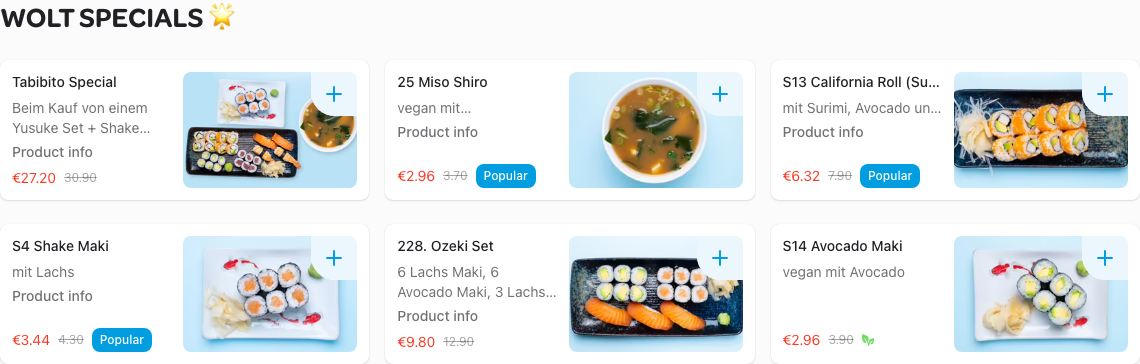 WOLT SPECIALS 🌟
Tabibito Special
Beim Kauf von einem
Yusuke Set + Shake...
Product info
€27.20 30.90
25 Miso Shiro
vegan mit...
Product info
€2.96 3.70 Popular
S13 California Roll (Su...
mit Surimi, Avocado un...
Product info
€6.32 7.90 Popular
S4 Shake Maki
mit Lachs
Product info
€3.44 4.30 Popular
228. Ozeki Set
6 Lachs Maki, 6
Avocado Maki, 3 Lachs...
Product info
€9.80 12.90
S14 Avocado Maki
vegan mit Avocado
€2.96 3.90